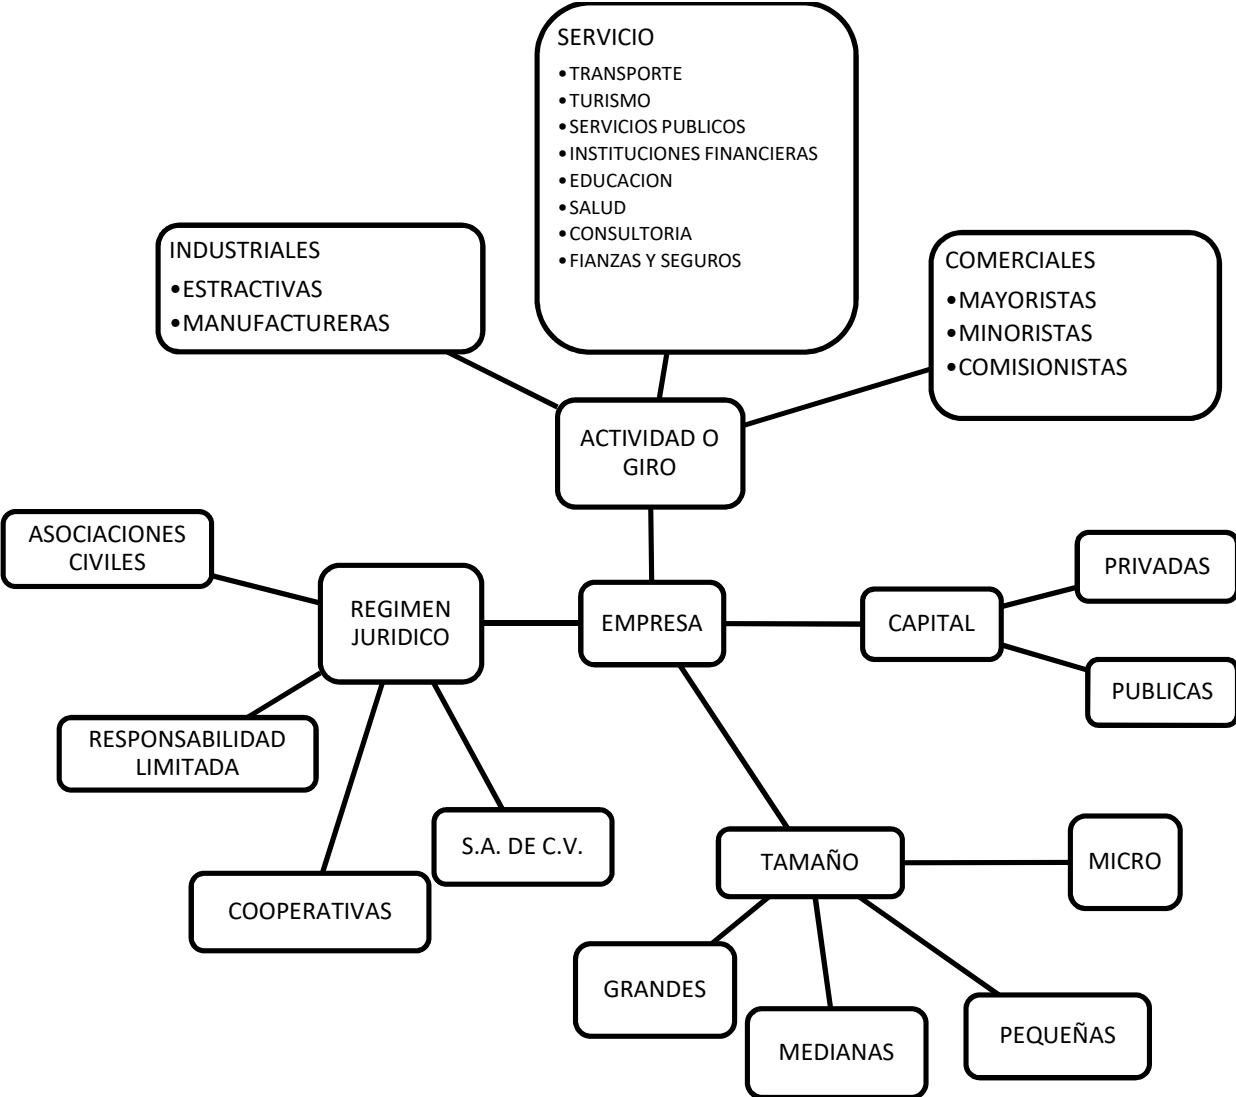 SERVICIO
•TRANSPORTE
•TURISMO
•SERVICIOS PUBLICOS
•INSTITUCIONES FINANCIERAS
•EDUCACION
•SALUD
•CONSULTORIA
•FIANZAS Y SEGUROS
INDUSTRIALES
•ESTRACTIVAS
•MANUFACTURERAS
COMERCIALES
•MAYORISTAS
•MINORISTAS
•COMISIONISTAS
ACTIVIDAD O
GIRO
ASOCIACIONES
CIVILES
REGIMEN
JURIDICO
EMPRESA
CAPITAL
PRIVADAS
PUBLICAS
RESPONSABILIDAD
LIMITADA
S.A. DE C.V.
COOPERATIVAS
TAMAÑO
MICRO
GRANDES
MEDIANAS
PEQUEÑAS